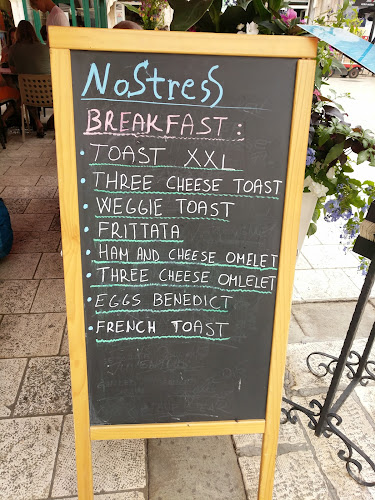 NoStresS
BREAKFAST:
• TOAST XXL
• THREE CHEESE TOAST
• WEGGIE TOAST
• FRITTATA
• HAM AND CHEESE OMELET
• THREE CHEESE OMLELET
• EGGS BENEDICT
• FRENCH TOAST